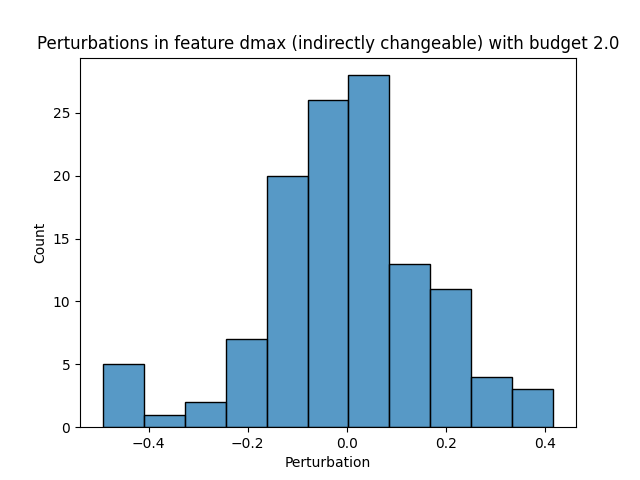 Perturbations in feature dmax (indirectly changeable) with budget 2.0
25
20
15
10
5
0
Count
−0.4 −0.2 0.0 0.2 0.4
Perturbation